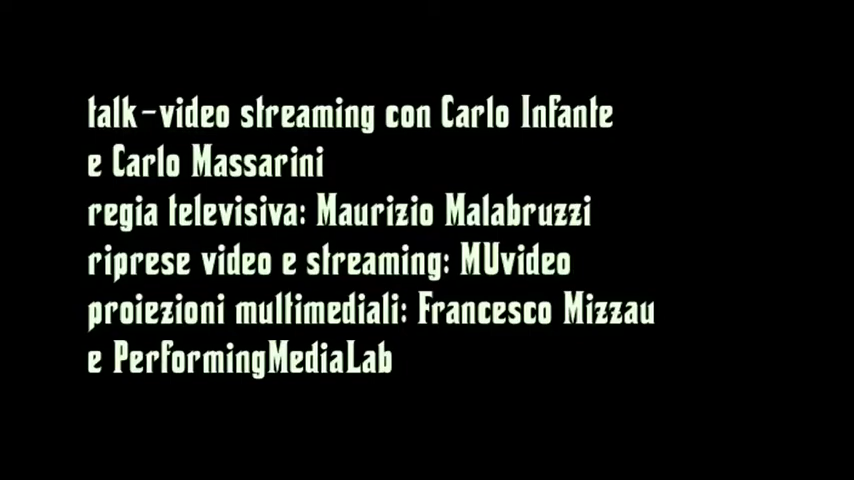 talk-video streaming con Carlo Infante
e Carlo Massarini
regia televisiva: Maurizio Malabruzzi
riprese video e streaming: MUvideo
proiezioni multimediali: Francesco Mizzau
e PerformingMediaLab